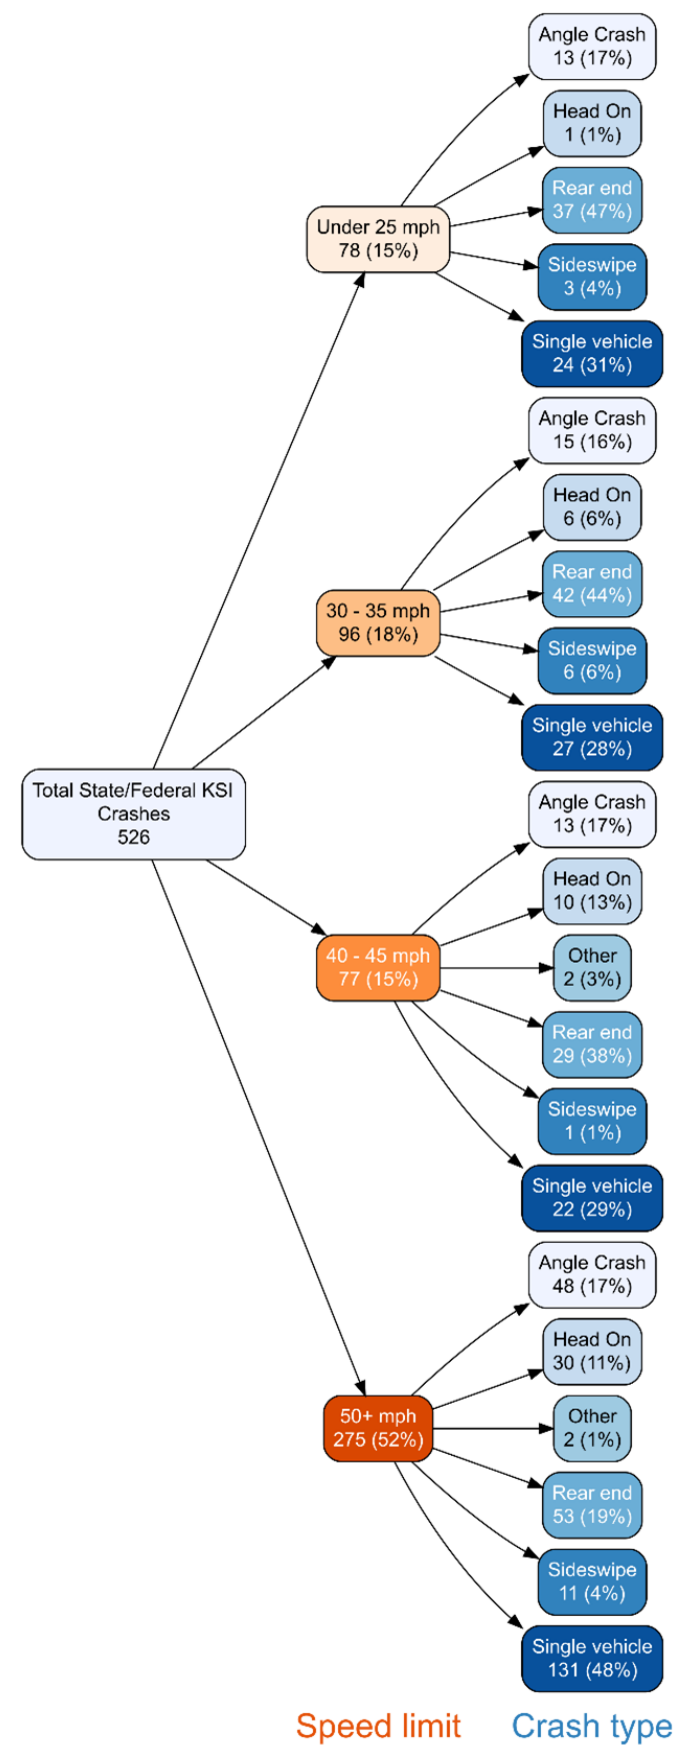 Total State/Federal KSI
Crashes
526
Under 25 mph
78 (15%)
Angle Crash
13 (17%)
Head On
1 (1%)
Rear end
37 (47%)
Sideswipe
3 (4%)
Single vehicle
24 (31%)
30 - 35 mph
96 (18%)
Angle Crash
15 (16%)
Head On
6 (6%)
Rear end
42 (44%)
Sideswipe
6 (6%)
Single vehicle
27 (28%)
40 - 45 mph
77 (15%)
Angle Crash
13 (17%)
Head On
10 (13%)
Other
2 (3%)
Rear end
29 (38%)
Sideswipe
1 (1%)
Single vehicle
22 (29%)
50+ mph
275 (52%)
Angle Crash
48 (17%)
Head On
30 (11%)
Other
2 (1%)
Rear end
53 (19%)
Sideswipe
11 (4%)
Single vehicle
131 (48%)
Speed limit
Crash type